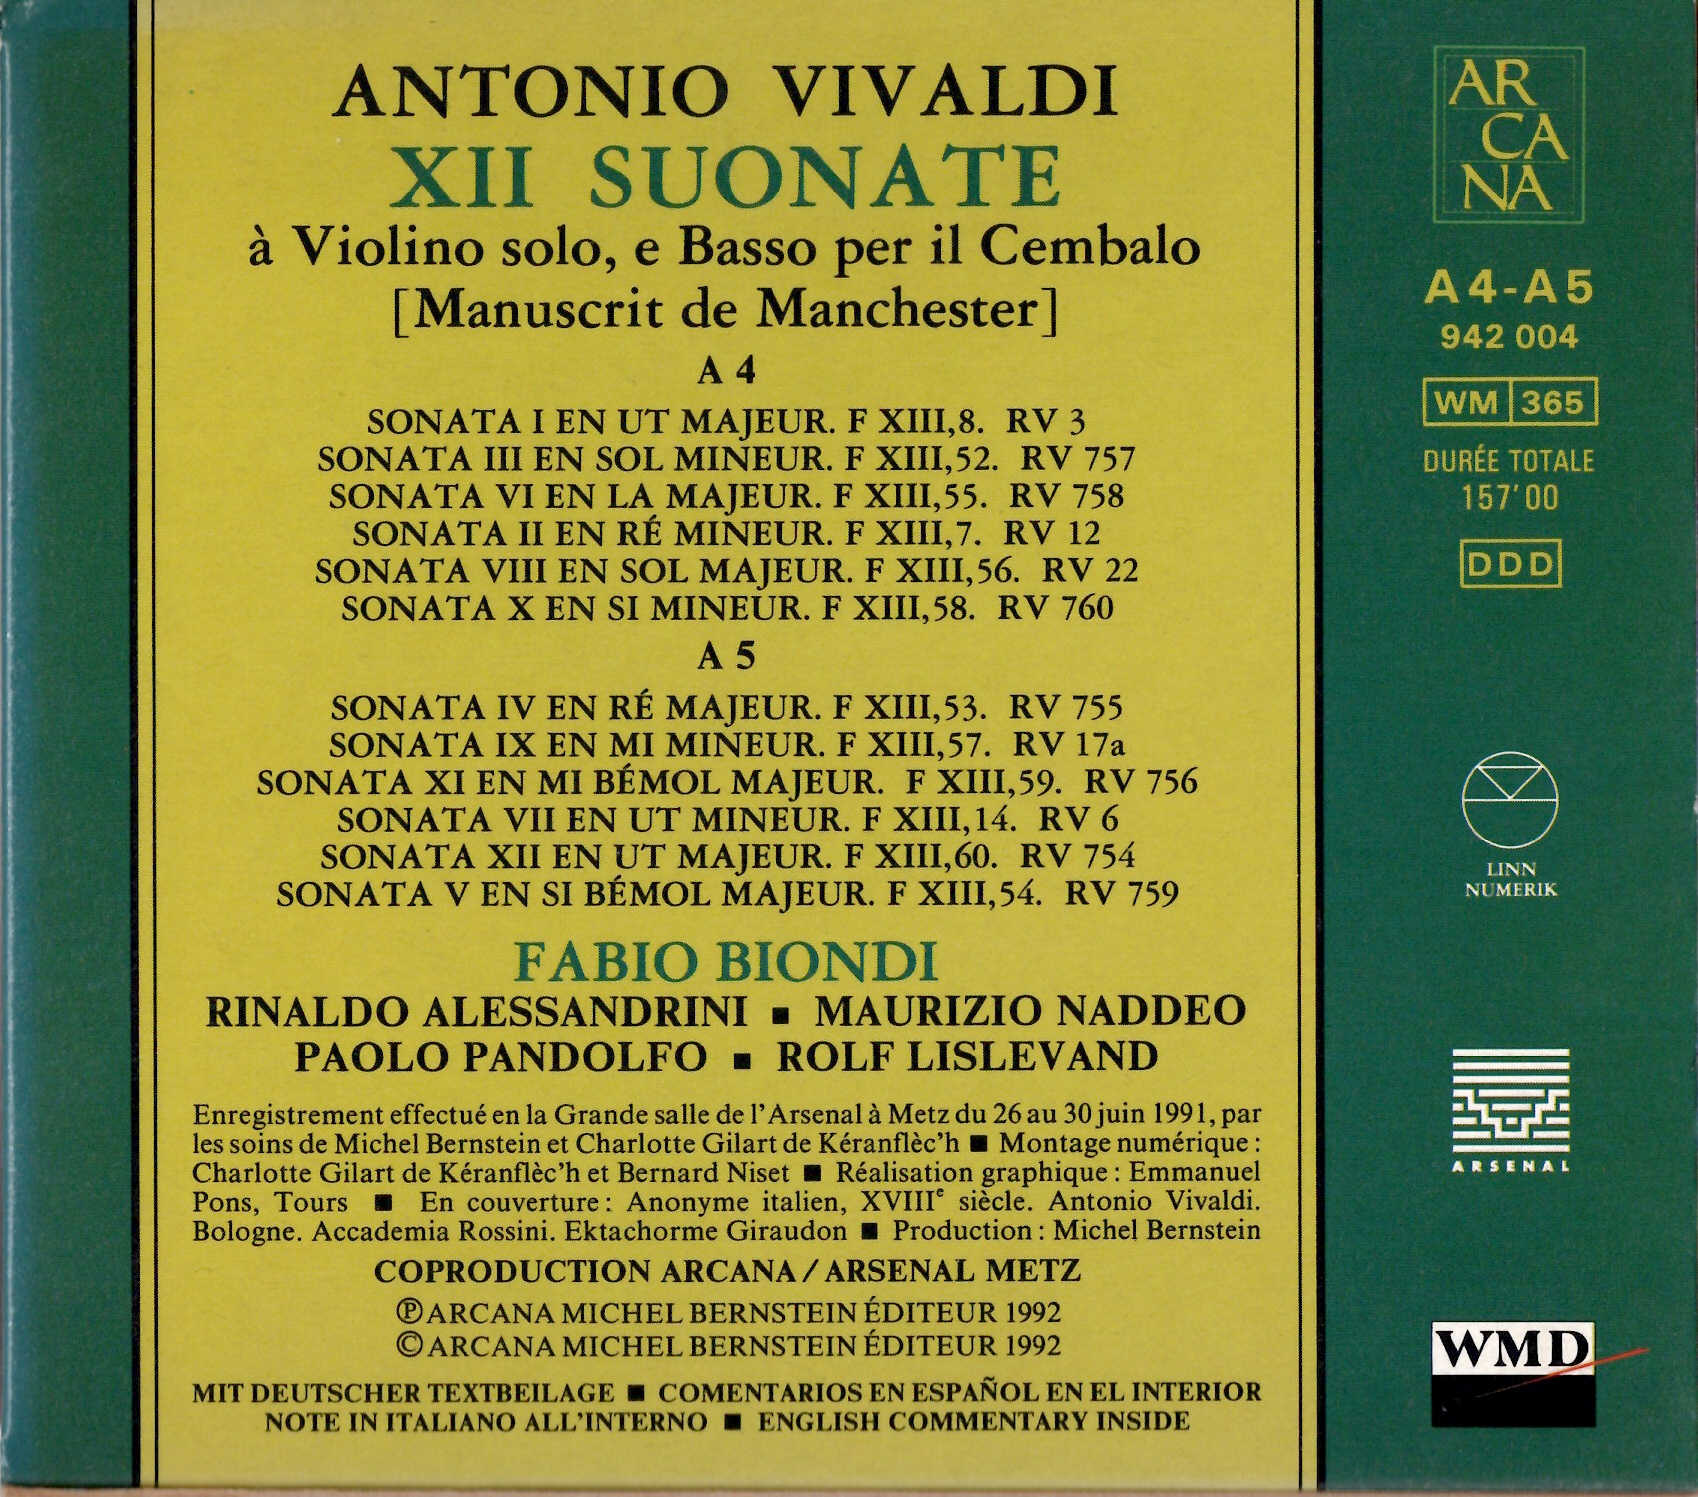 ANTONIO VIVALDI
XII SUONATE
à Violino solo, e Basso per il Cembalo
[Manuscrit de Manchester]
A 4
SONATA I EN UT MAJEUR. F XIII,8. RV 3
SONATA III EN SOL MINEUR. F XIII,52. RV 757
SONATA VI EN LA MAJEUR. F XIII,55. RV 758
SONATA II EN RÉ MINEUR. F XIII,7. RV 12
SONATA VIII EN SOL MAJEUR. F XIII,56. RV 22
SONATA X EN SI MINEUR. F XIII,58. RV 760
A 5
SONATA IV EN RÉ MAJEUR. F XIII,53. RV 755
SONATA IX EN MI MINEUR. F XIII,57. RV 17a
SONATA XI EN MI BÉMOL MAJEUR. F XIII,59. RV 756
SONATA VII EN UT MINEUR. F XIII,14. RV 6
SONATA XII EN UT MAJEUR. F XIII,60. RV 754
SONATA V EN SI BÉMOL MAJEUR. F XIII,54. RV 759
FABIO BIONDI
RINALDO ALESSANDRINI ■ MAURIZIO NADDEO
PAOLO PANDOLFO ■ ROLF LISLEVAND
Enregistrement effectué en la Grande salle de l'Arsenal à Metz du 26 au 30 juin 1991, par
les soins de Michel Bernstein et Charlotte Gilart de Kéranflèc'h ■ Montage numérique :
Charlotte Gilart de Kéranflèc'h et Bernard Niset ■ Réalisation graphique : Emmanuel
Pons, Tours ■ En couverture : Anonyme italien, XVIIIe siècle. Antonio Vivaldi.
Bologne. Accademia Rossini. Ektachorme Giraudon ■ Production : Michel Bernstein
COPRODUCTION ARCANA / ARSENAL METZ
℗ ARCANA MICHEL BERNSTEIN ÉDITEUR 1992
© ARCANA MICHEL BERNSTEIN ÉDITEUR 1992
MIT DEUTSCHER TEXTBEILAGE ■ COMENTARIOS EN ESPAÑOL EN EL INTERIOR
NOTE IN ITALIANO ALL'INTERNO ■ ENGLISH COMMENTARY INSIDE
AR
CA
NA
A4-A5
942 004
WM 365
DURÉE TOTALE
157'00
DDD
LINN
NUMERIK
ARSENAL
WMD